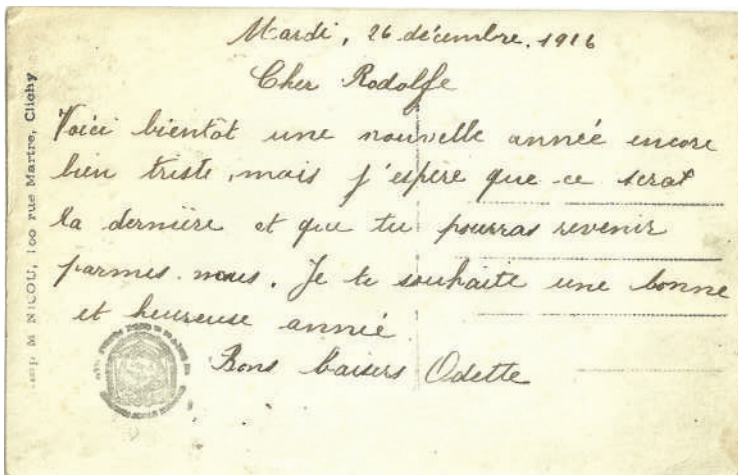 Mardi, 26 décembre. 1916
Cher Rodolfe
Voici bientôt une nouvelle année encore
bien triste, mais j'espère que ce serat
la dernière et que tu pourras revenir
parmes nous. Je te souhaite une bonne
et heureuse année.
Bons baisers Odette
Imp M NICOU, 100 rue Martre, Clichy